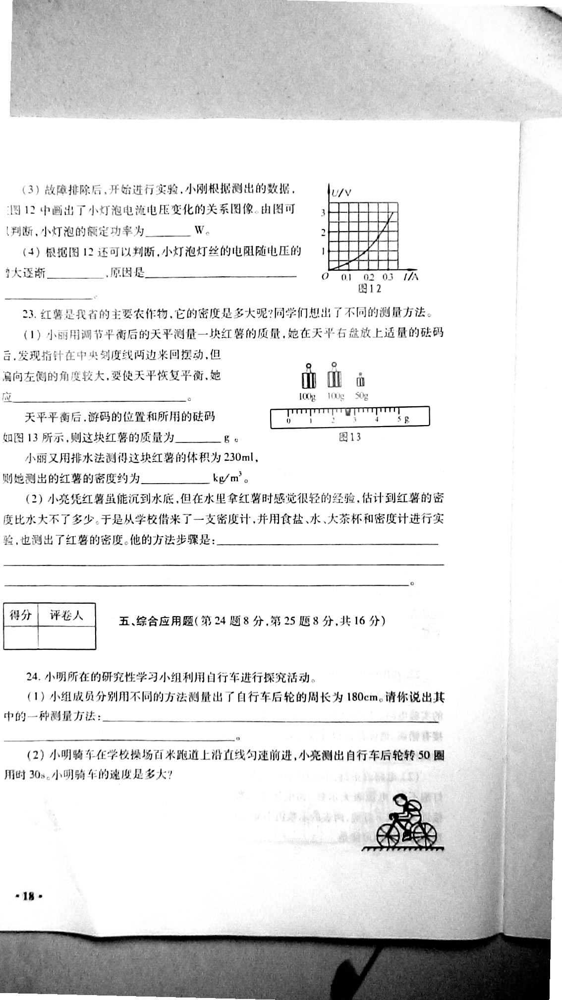 (3) 故障排除后,开始进行实验,小刚根据测出的数据,
图 12 中画出了小灯泡电流电压变化的关系图像。由图可
判断,小灯泡的额定功率为________ W。
(4) 根据图 12 还可以判断,小灯泡灯丝的电阻随电压的
增大逐渐__________,原因是__________________________
________________。
U/V
3
2
1
O 0.1 0.2 0.3 I/A
图12
23. 红薯是我省的主要农作物,它的密度是多大呢?同学们想出了不同的测量方法。
(1) 小丽用调节平衡后的天平测量一块红薯的质量,她在天平右盘放上适量的砝码
后,发现指针在中央刻度线两边来回摆动,但
偏向左侧的角度较大,要使天平恢复平衡,她
应______________________________。
天平平衡后,游码的位置和所用的砝码
如图 13 所示,则这块红薯的质量为________ g 。
小丽又用排水法测得这块红薯的体积为 230ml,
则她测出的红薯的密度约为____________ kg/m³。
100g 100g 50g
0 1 2 3 4 5 g
图13
(2) 小亮凭红薯虽能沉到水底,但在水里拿红薯时感觉很轻的经验,估计到红薯的密
度比水大不了多少。于是从学校借来了一支密度计,并用食盐、水、大茶杯和密度计进行实
验,也测出了红薯的密度。他的方法步骤是:______________________________________
____________________________________________________________________________
______________________________________________________________________。
得分 评卷人
五、综合应用题(第 24 题 8 分,第 25 题 8 分,共 16 分)
24. 小明所在的研究性学习小组利用自行车进行探究活动。
(1) 小组成员分别用不同的方法测量出了自行车后轮的周长为 180cm。请你说出其
中的一种测量方法:__________________________________________________________
________________________________________。
(2) 小明骑车在学校操场百米跑道上沿直线匀速前进,小亮测出自行车后轮转 50 圈
用时 30s。小明骑车的速度是多大?
·18·